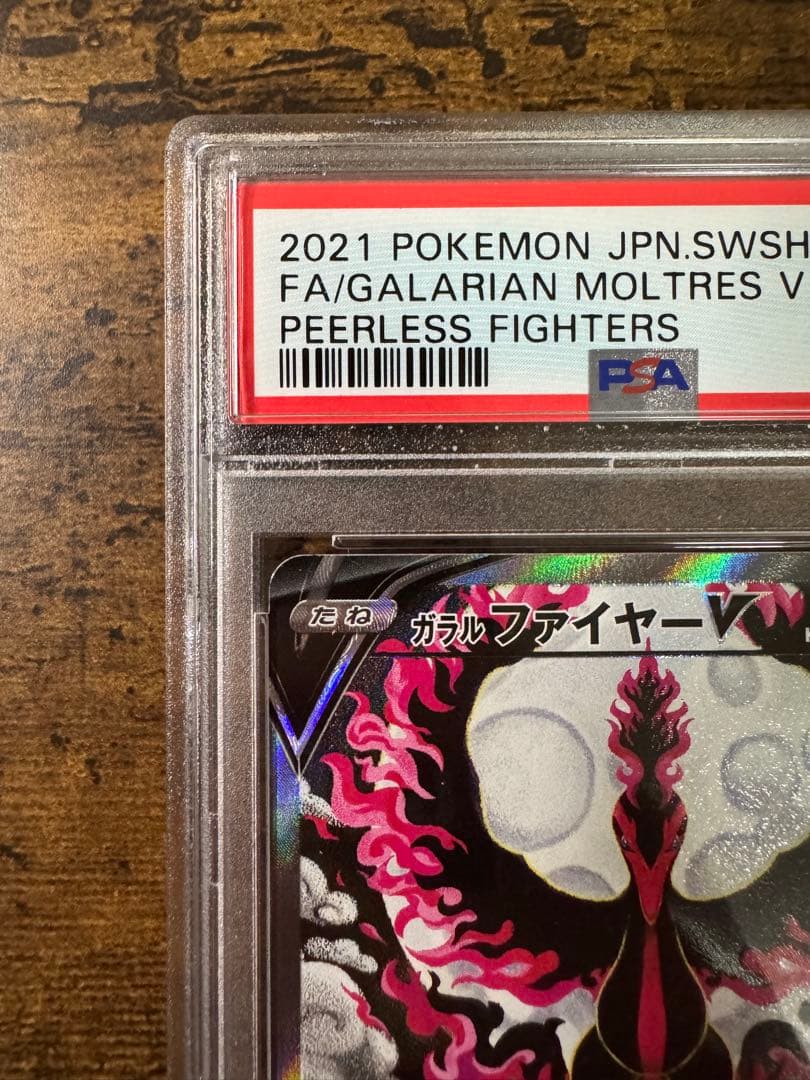 2021 POKEMON JPN.SWSH
FA/GALARIAN MOLTRES V
PEERLESS FIGHTERS
PSA
たね ガラル ファイヤーV